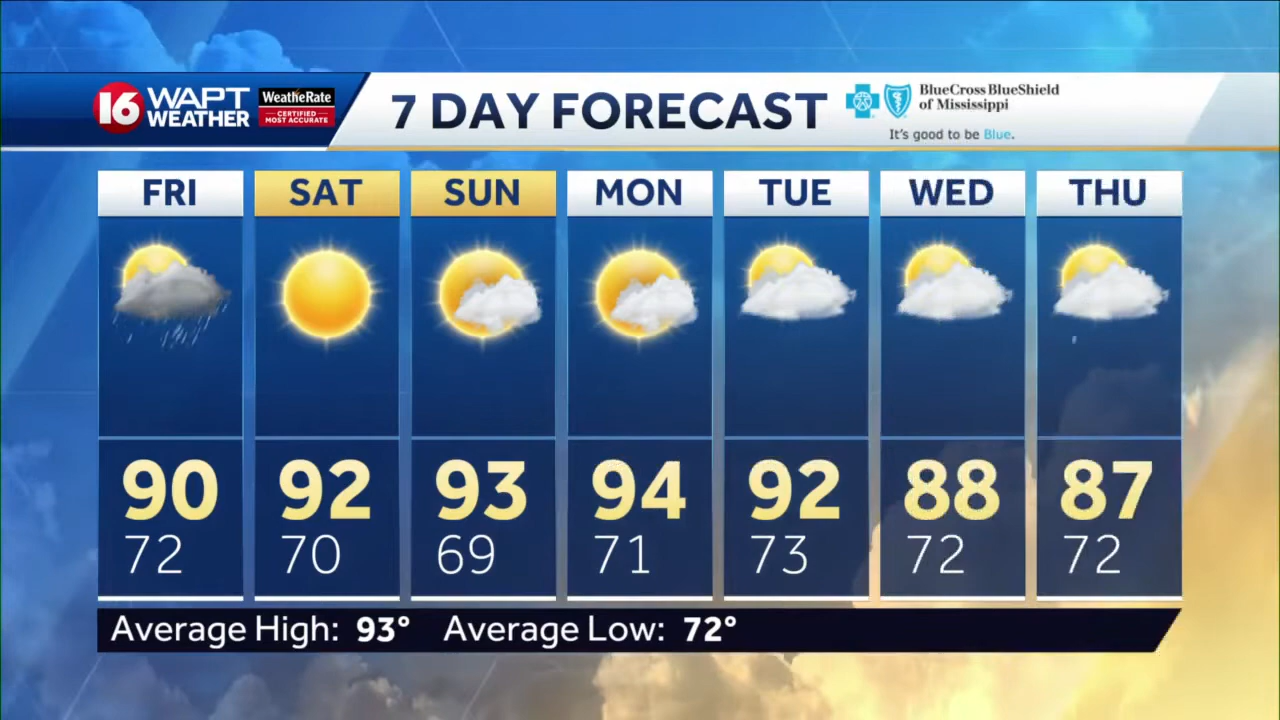 16 WAPT WEATHER
WeatheRate
CERTIFIED
MOST ACCURATE
7 DAY FORECAST
BlueCross BlueShield
of Mississippi
It's good to be Blue.
FRI SAT SUN MON TUE WED THU
90 92 93 94 92 88 87
72 70 69 71 73 72 72
Average High: 93° Average Low: 72°